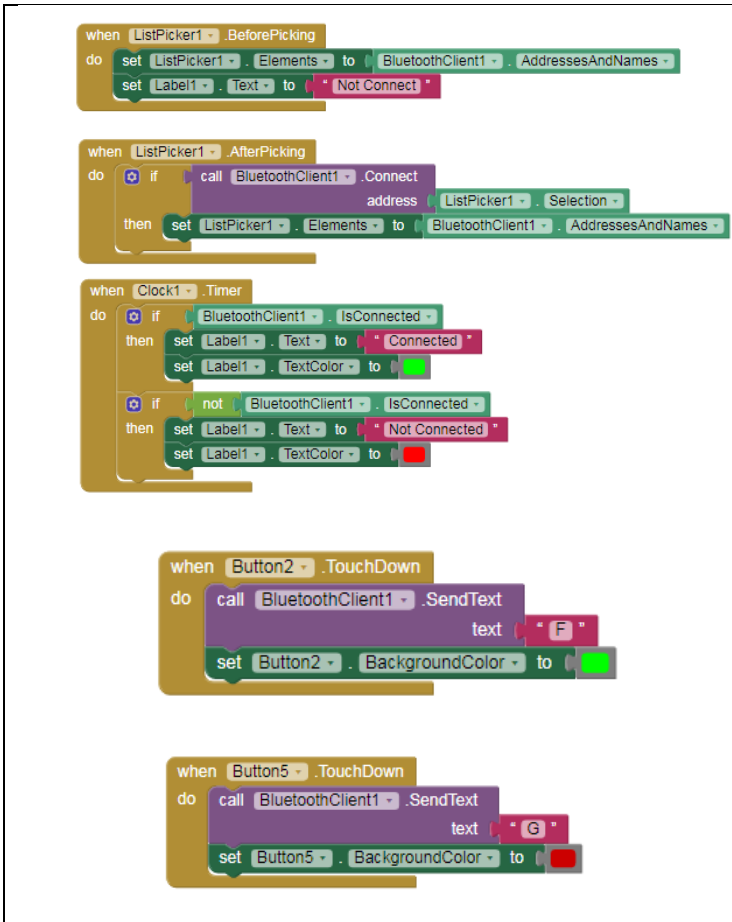 when ListPicker1 .BeforePicking
do set ListPicker1 . Elements to BluetoothClient1 . AddressesAndNames
set Label1 . Text to " Not Connect "
when ListPicker1 .AfterPicking
do if call BluetoothClient1 .Connect
address ListPicker1 . Selection
then set ListPicker1 . Elements to BluetoothClient1 . AddressesAndNames
when Clock1 .Timer
do if BluetoothClient1 . IsConnected
then set Label1 . Text to " Connected "
set Label1 . TextColor to
if not BluetoothClient1 . IsConnected
then set Label1 . Text to " Not Connected "
set Label1 . TextColor to
when Button2 .TouchDown
do call BluetoothClient1 .SendText
text " F "
set Button2 . BackgroundColor to
when Button5 .TouchDown
do call BluetoothClient1 .SendText
text " G "
set Button5 . BackgroundColor to